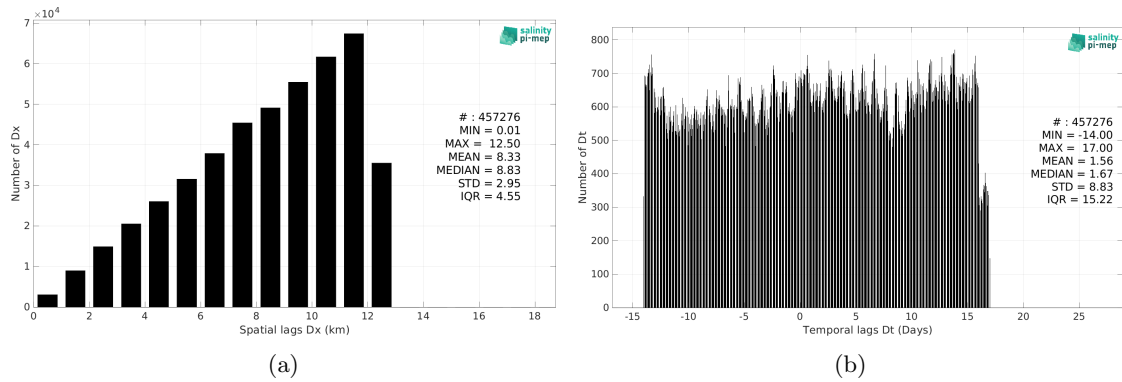 ×10⁴
7
6
5
4
3
2
1
0
Number of Dx
0 2 4 6 8 10 12 14 16 18
Spatial lags Dx (km)
salinity
pi-mep
# : 457276
MIN = 0.01
MAX = 12.50
MEAN = 8.33
MEDIAN = 8.83
STD = 2.95
IQR = 4.55
(a)
800
700
600
500
400
300
200
100
0
Number of Dt
-15 -10 -5 0 5 10 15 20 25
Temporal lags Dt (Days)
salinity
pi-mep
# : 457276
MIN = -14.00
MAX = 17.00
MEAN = 1.56
MEDIAN = 1.67
STD = 8.83
IQR = 15.22
(b)